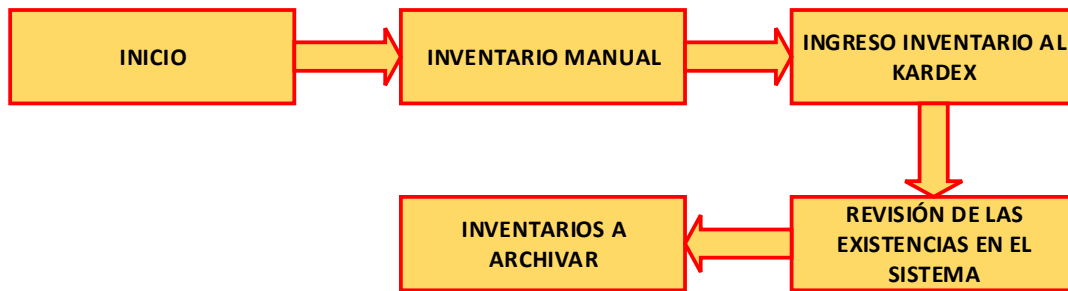 INICIO
INVENTARIO MANUAL
INGRESO INVENTARIO AL
KARDEX
INVENTARIOS A
ARCHIVAR
REVISIÓN DE LAS
EXISTENCIAS EN EL
SISTEMA